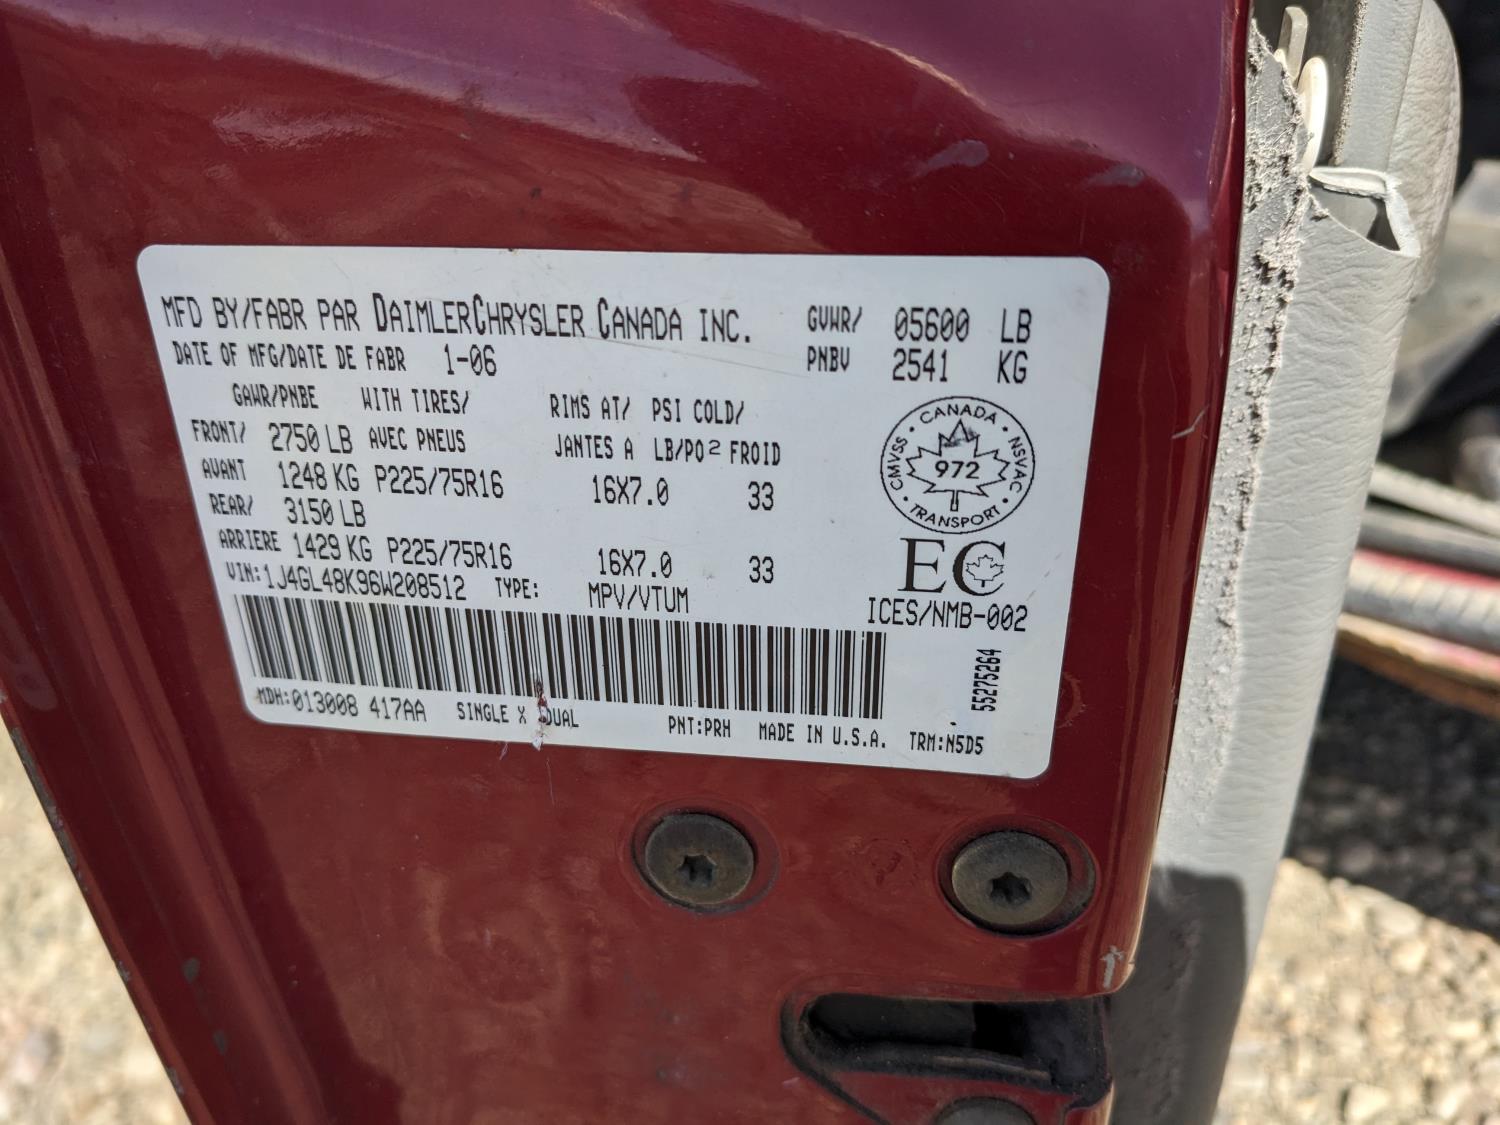 MFD BY/FABR PAR DAIMLERCHRYSLER CANADA INC. GVWR/ 05600 LB
DATE OF MFG/DATE DE FABR 1-06 PNBV 2541 KG
GAWR/PNBE WITH TIRES/ RIMS AT/ PSI COLD/
FRONT/ 2750 LB AVEC PNEUS JANTES A LB/PO² FROID
AVANT 1248 KG P225/75R16 16X7.0 33
REAR/ 3150 LB
ARRIERE 1429 KG P225/75R16 16X7.0 33
VIN: 1J4GL48K96W208512 TYPE: MPV/VTUM
CANADA
CMVSS • NSVAC
972
TRANSPORT
EC
ICES/NMB-002
55275264
MDH: 013008 417AA SINGLE X DUAL PNT: PRH MADE IN U.S.A. TRM: N5D5